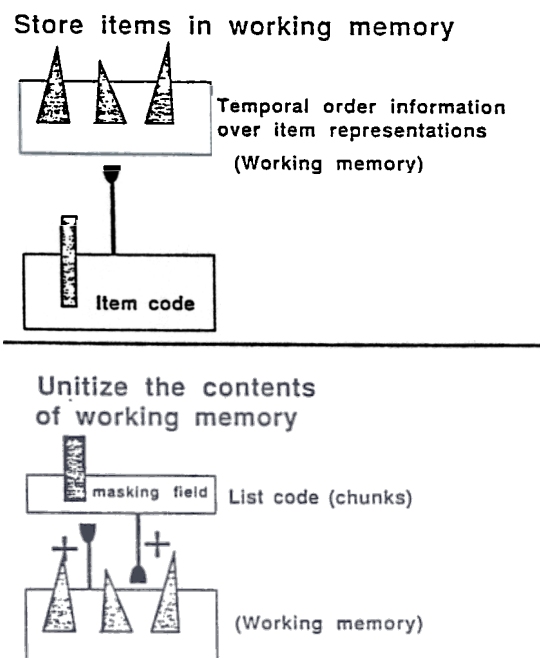 Store items in working memory
Temporal order information
over item representations
(Working memory)
Item code
Unitize the contents
of working memory
masking field
List code (chunks)
+
+
(Working memory)